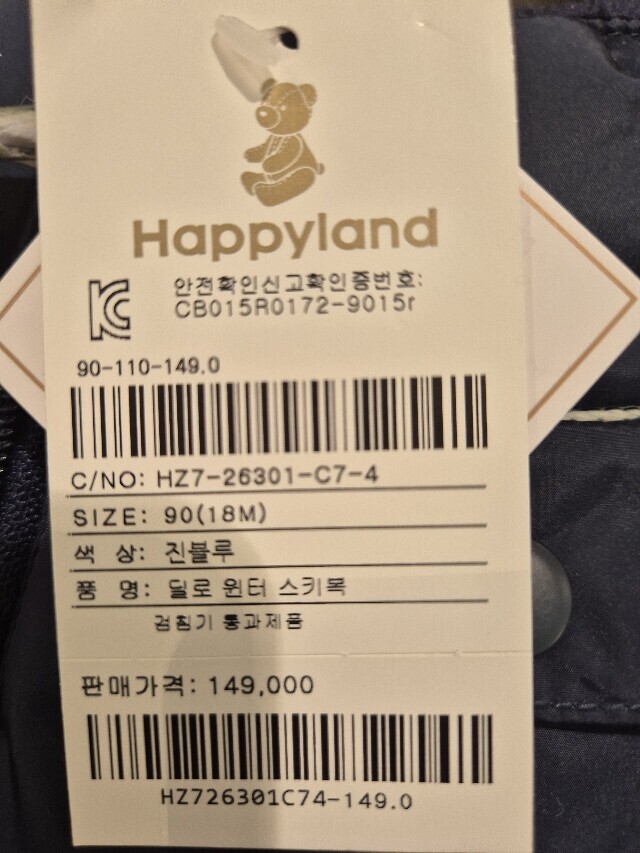 Happyland
안전확인신고확인증번호:
CB015R0172-9015r
90-110-149.0
C/NO: HZ7-26301-C7-4
SIZE: 90(18M)
색 상: 진블루
품 명: 딜로 윈터 스키복
검침기 통과제품
판매가격: 149,000
HZ726301C74-149.0